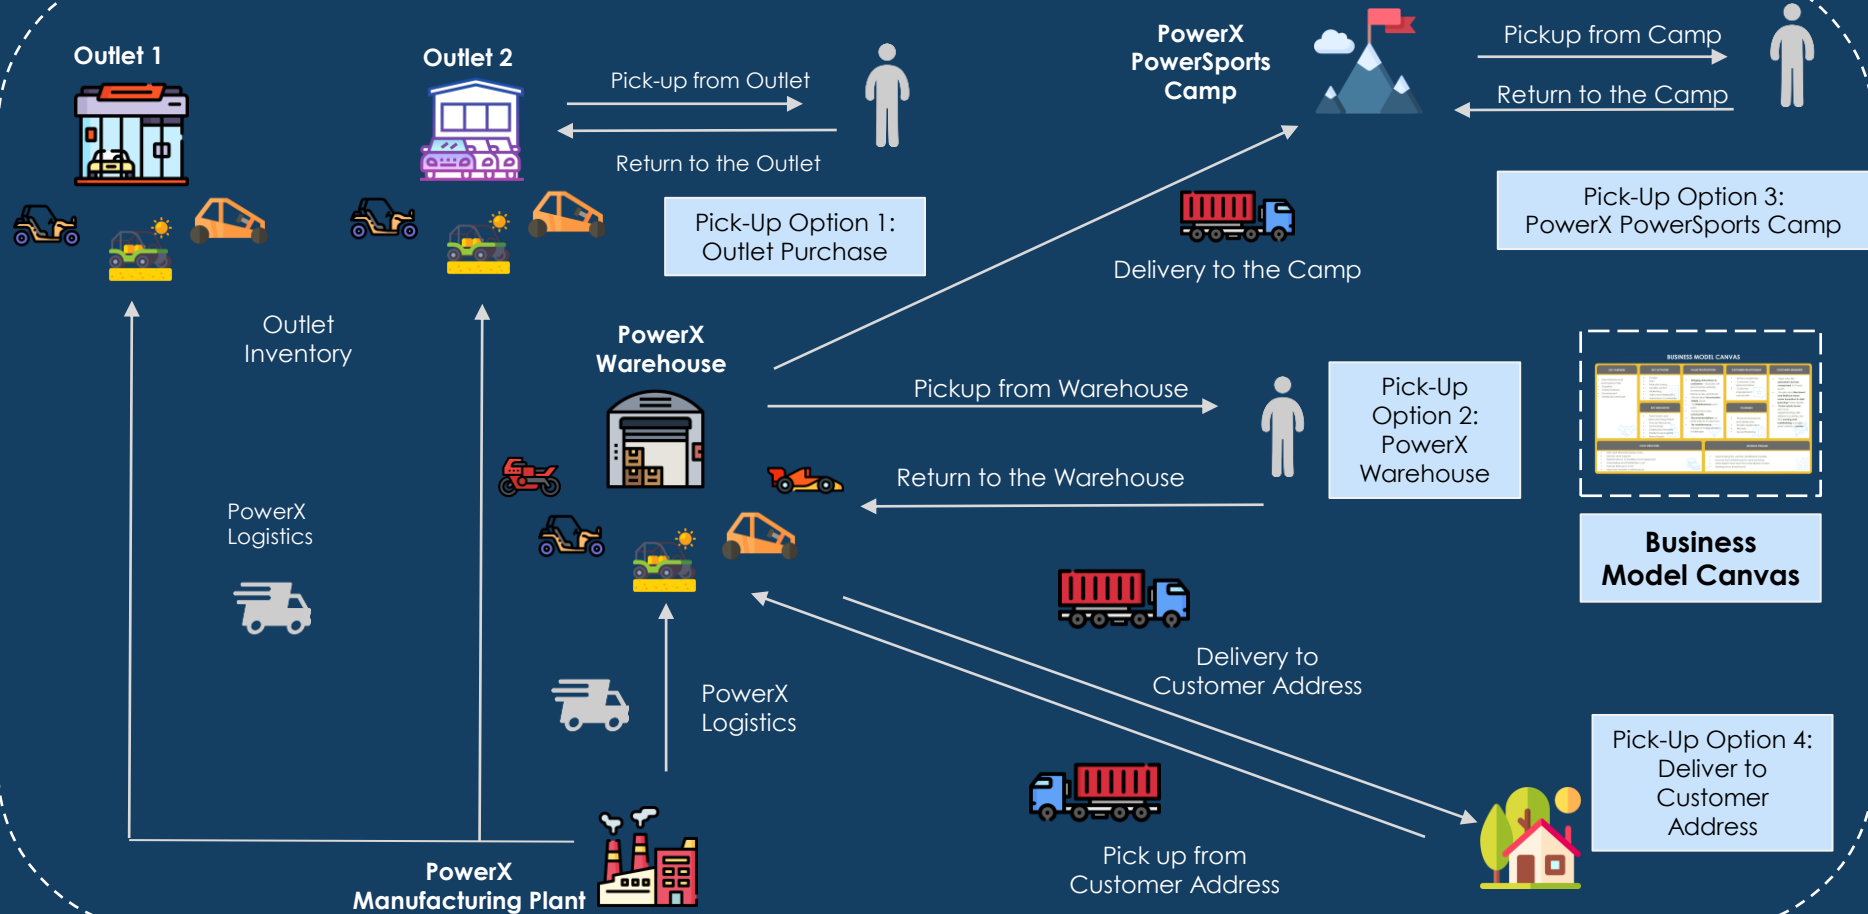 Outlet 1
Outlet 2
Pick-up from Outlet
Return to the Outlet
Pick-Up Option 1:
Outlet Purchase
PowerX
PowerSports
Camp
Pickup from Camp
Return to the Camp
Pick-Up Option 3:
PowerX PowerSports Camp
Delivery to the Camp
Outlet
Inventory
PowerX
Warehouse
Pickup from Warehouse
Return to the Warehouse
Pick-Up
Option 2:
PowerX
Warehouse
BUSINESS MODEL CANVAS
Business
Model Canvas
PowerX
Logistics
PowerX
Logistics
Delivery to
Customer Address
Pick-Up Option 4:
Deliver to
Customer
Address
Pick up from
Customer Address
PowerX
Manufacturing Plant